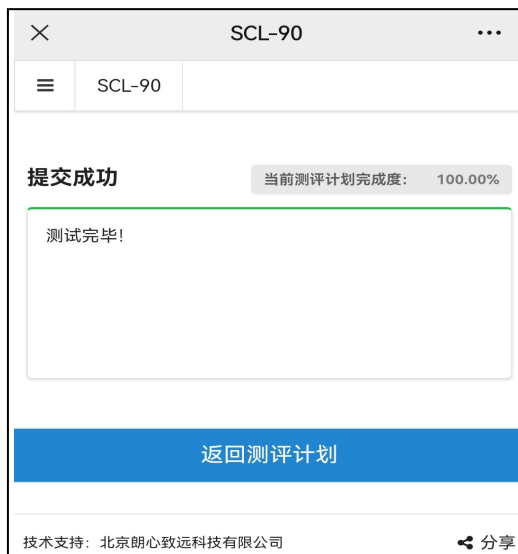 SCL-90
SCL-90
提交成功
当前测评计划完成度： 100.00%
测试完毕!
返回测评计划
技术支持：北京朗心致远科技有限公司
分享